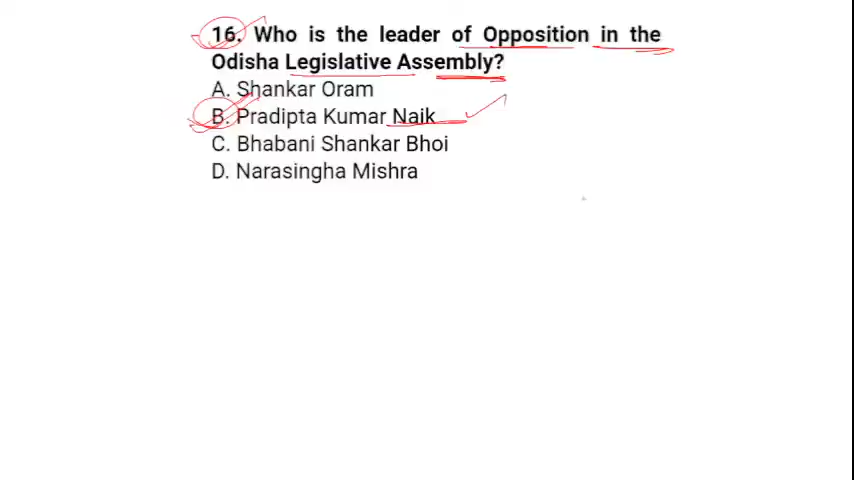 16. Who is the leader of Opposition in the
Odisha Legislative Assembly?
A. Shankar Oram
B. Pradipta Kumar Naik
C. Bhabani Shankar Bhoi
D. Narasingha Mishra